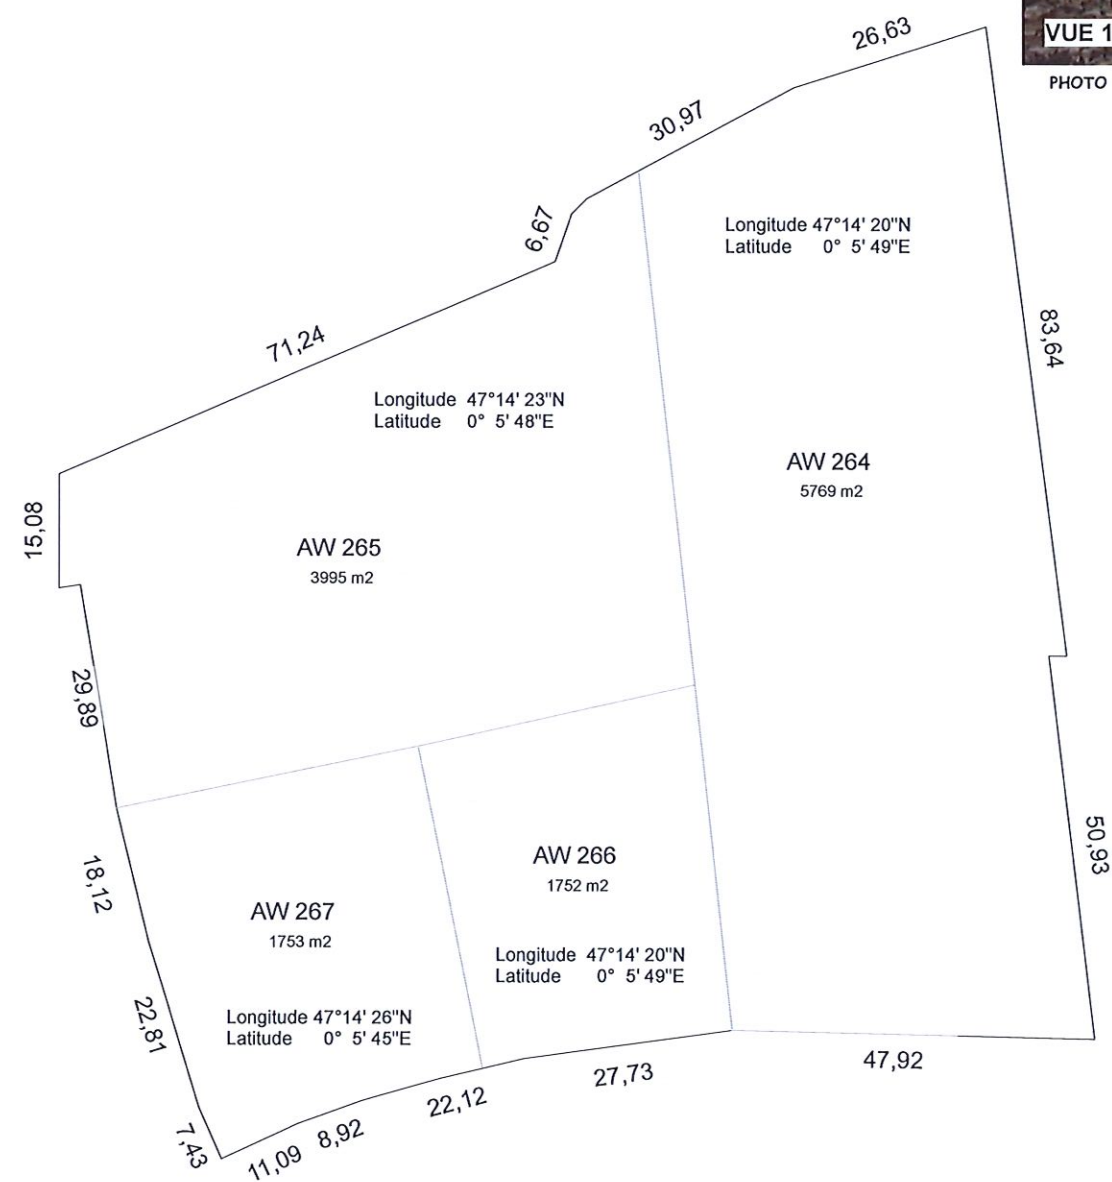 26,63
VUE 1
PHOTO
30,97
6,67
Longitude 47°14' 20"N
Latitude 0° 5' 49"E
83,64
71,24
Longitude 47°14' 23"N
Latitude 0° 5' 48"E
AW 264
5769 m2
15,08
AW 265
3995 m2
29,89
50,93
18,12
AW 266
1752 m2
AW 267
1753 m2
Longitude 47°14' 20"N
Latitude 0° 5' 49"E
22,81
Longitude 47°14' 26"N
Latitude 0° 5' 45"E
47,92
27,73
22,12
8,92
7,43
11,09